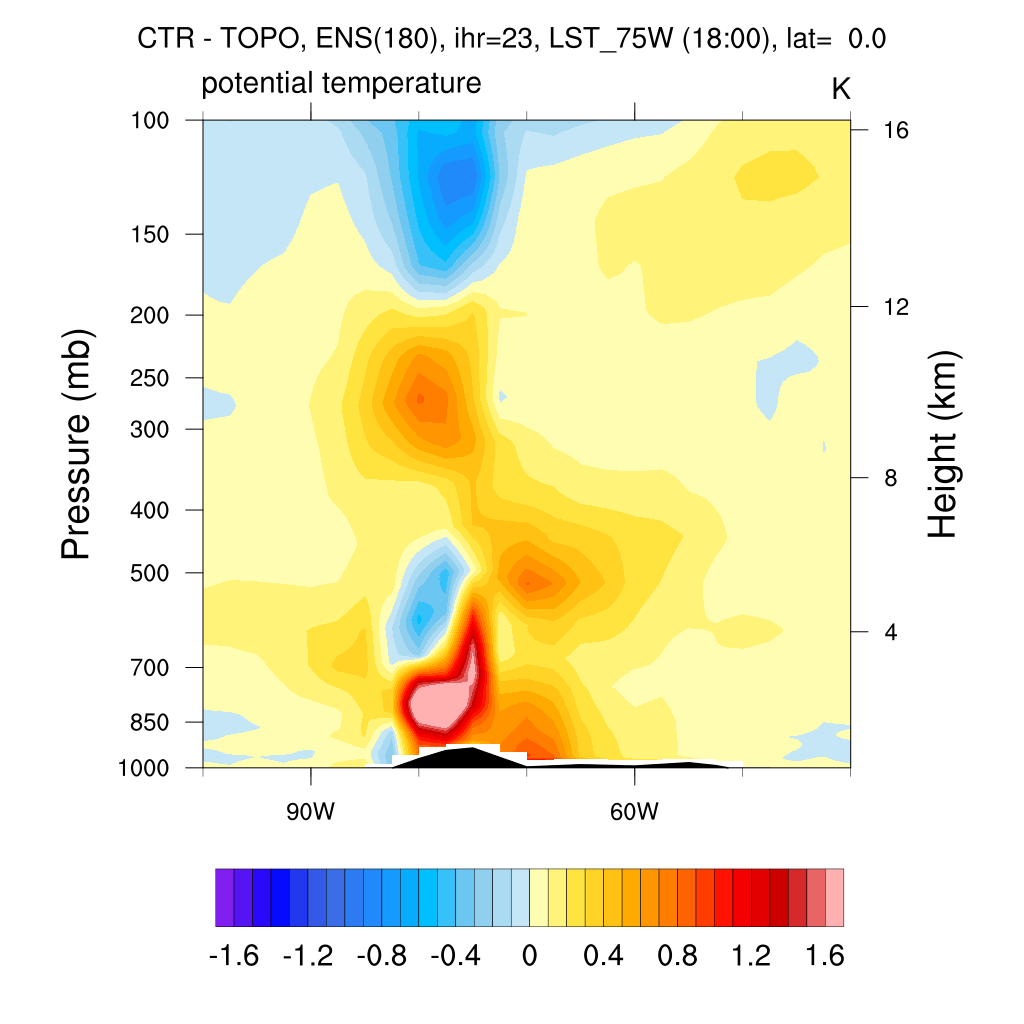 CTR - TOPO, ENS(180), ihr=23, LST_75W (18:00), lat= 0.0
potential temperature K
100
150
200
250
300
400
500
700
850
1000
Pressure (mb)
16
12
8
4
Height (km)
90W 60W
-1.6 -1.2 -0.8 -0.4 0 0.4 0.8 1.2 1.6